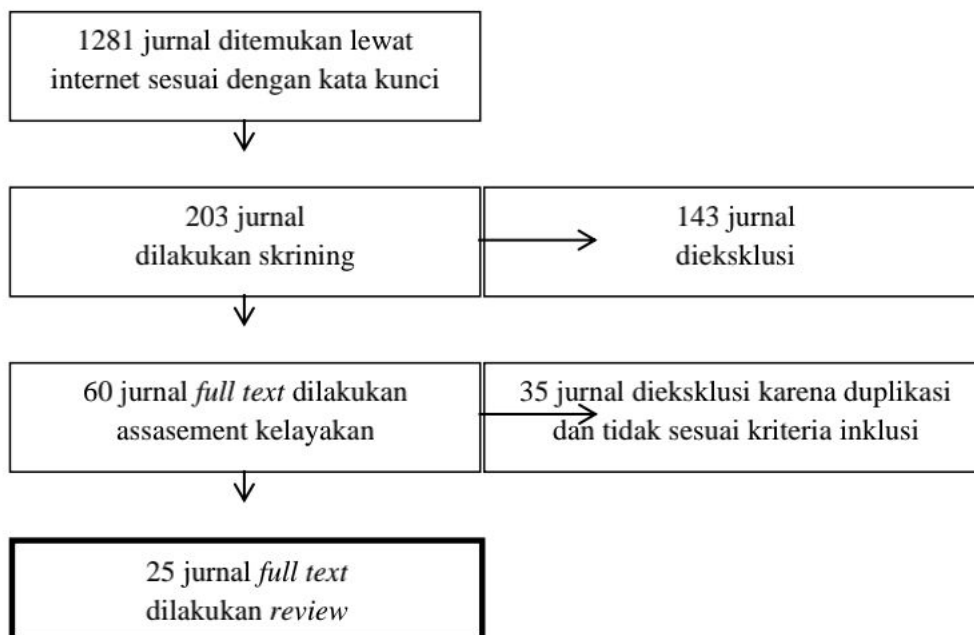 1281 jurnal ditemukan lewat
internet sesuai dengan kata kunci
203 jurnal
dilakukan skrining
143 jurnal
dieksklusi
60 jurnal full text dilakukan
assasement kelayakan
35 jurnal dieksklusi karena duplikasi
dan tidak sesuai kriteria inklusi
25 jurnal full text
dilakukan review